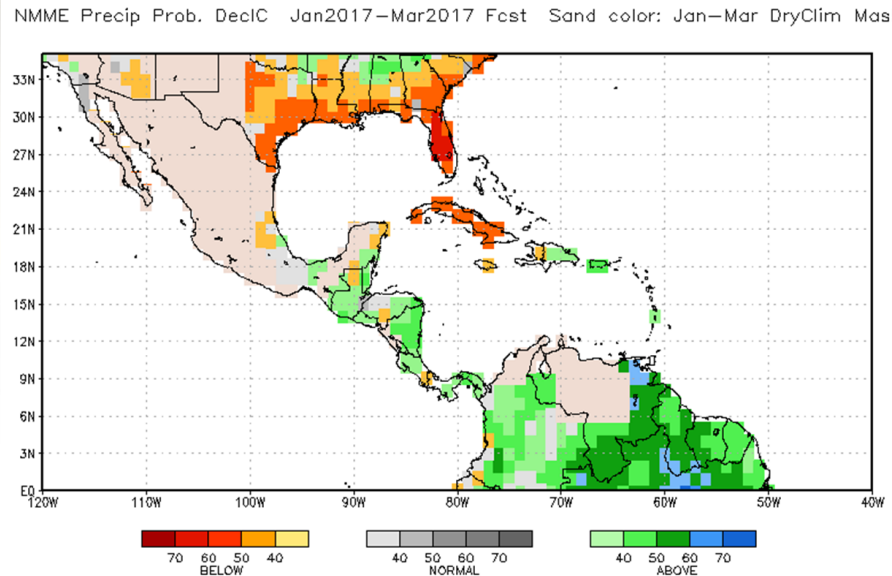 NMME Precip Prob. DecIC  Jan2017-Mar2017 Fcst  Sand color: Jan-Mar DryClim Mas
33N
30N
27N
24N
21N
18N
15N
12N
9N
6N
3N
EQ
120W 110W 100W 90W 80W 70W 60W 50W 40W
70 60 50 40 40 50 60 70 40 50 60 70
BELOW NORMAL ABOVE